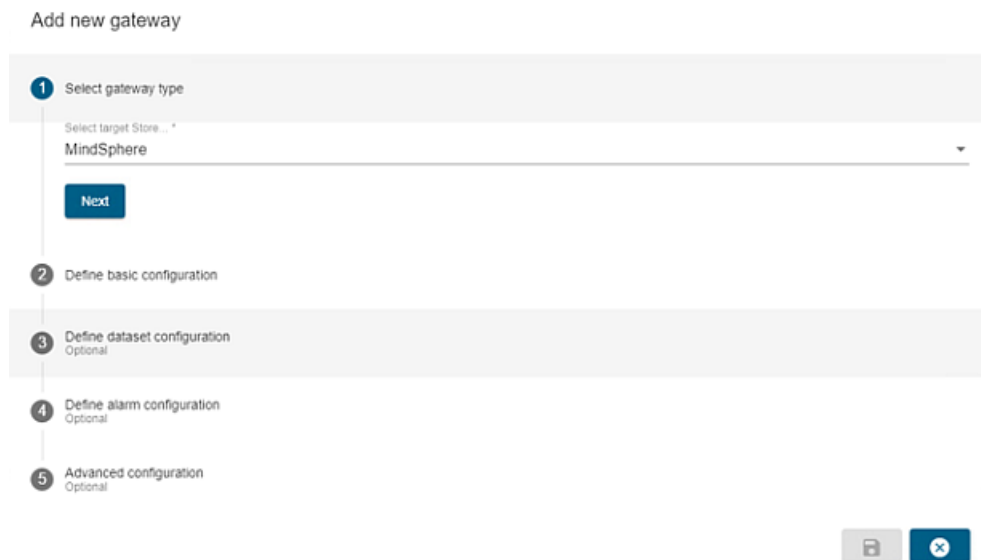 Add new gateway
1 Select gateway type
Select target Store... *
MindSphere
Next
2 Define basic configuration
3 Define dataset configuration
Optional
4 Define alarm configuration
Optional
5 Advanced configuration
Optional